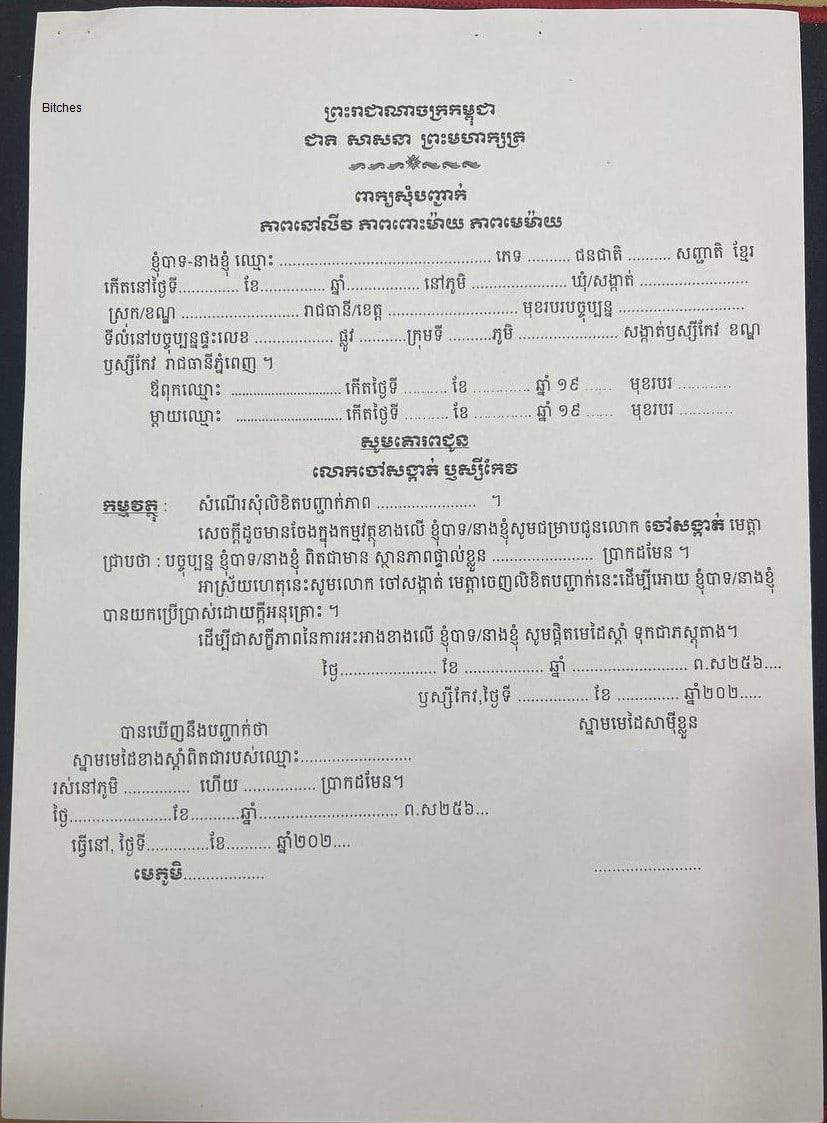 Bitches
ព្រះរាជាណាចក្រកម្ពុជា
ជាតិ សាសនា ព្រះមហាក្សត្រ
ពាក្យសុំបញ្ជាក់
ភាពនៅលីវ ភាពពោះម៉ាយ ភាពមេម៉ាយ
ខ្ញុំបាទ-នាងខ្ញុំ ឈ្មោះ ................................................ ភេទ .......... ជនជាតិ .......... សញ្ជាតិ ខ្មែរ
កើតនៅថ្ងៃទី.............. ខែ............... ឆ្នាំ................. នៅភូមិ ...................... ឃុំ/សង្កាត់ .........................
ស្រុក/ខណ្ឌ ........................... រាជធានី/ខេត្ត .............................. មុខរបរបច្ចុប្បន្ន .............................
ទីលំនៅបច្ចុប្បន្នផ្ទះលេខ .................. ផ្លូវ ...........ក្រុមទី ..........ភូមិ ....................... សង្កាត់ឫស្សីកែវ ខណ្ឌ
ឫស្សីកែវ រាជធានីភ្នំពេញ ។
ឪពុកឈ្មោះ ............................. កើតថ្ងៃទី .......... ខែ ............. ឆ្នាំ ១៩ ...... មុខរបរ .............
ម្តាយឈ្មោះ ........................... កើតថ្ងៃទី .......... ខែ ............. ឆ្នាំ ១៩ ...... មុខរបរ .............
សូមគោរពជូន
លោកចៅសង្កាត់ ឫស្សីកែវ
កម្មវត្ថុ : សំណើរសុំលិខិតបញ្ជាក់ភាព ....................... ។
សេចក្តីដូចមានចែងក្នុងកម្មវត្ថុខាងលើ ខ្ញុំបាទ/នាងខ្ញុំសូមជម្រាបជូនលោក ចៅសង្កាត់ មេត្តា
ជ្រាបថា : បច្ចុប្បន្ន ខ្ញុំបាទ/នាងខ្ញុំ ពិតជាមាន ស្ថានភាពផ្ទាល់ខ្លួន ....................... ប្រាកដមែន ។
អាស្រ័យហេតុនេះសូមលោក ចៅសង្កាត់ មេត្តាចេញលិខិតបញ្ជាក់នេះដើម្បីអោយ ខ្ញុំបាទ/នាងខ្ញុំ
បានយកប្រើប្រាស់ដោយក្តីអនុគ្រោះ ។
ដើម្បីជាសក្ខីភាពនៃការអះអាងខាងលើ ខ្ញុំបាទ/នាងខ្ញុំ សូមផ្តិតមេដៃស្តាំ ទុកជាភស្តុតាង។
ថ្ងៃ...................... ខែ .................. ឆ្នាំ .......................... ព.ស២៥៦....
ឫស្សីកែវ,ថ្ងៃទី ................ ខែ .............. ឆ្នាំ២០២.....
បានឃើញនឹងបញ្ជាក់ថា
ស្នាមមេដៃសាម៉ីខ្លួន
ស្នាមមេដៃខាងស្តាំពិតជារបស់ឈ្មោះ.........................
រស់នៅភូមិ ............... ហើយ ................ ប្រាកដមែន។
ថ្ងៃ.......................ខែ...........ឆ្នាំ................................ ព.ស២៥៦...
ធ្វើនៅ, ថ្ងៃទី..............ខែ.......... ឆ្នាំ២០២....
មេភូមិ..................
........................